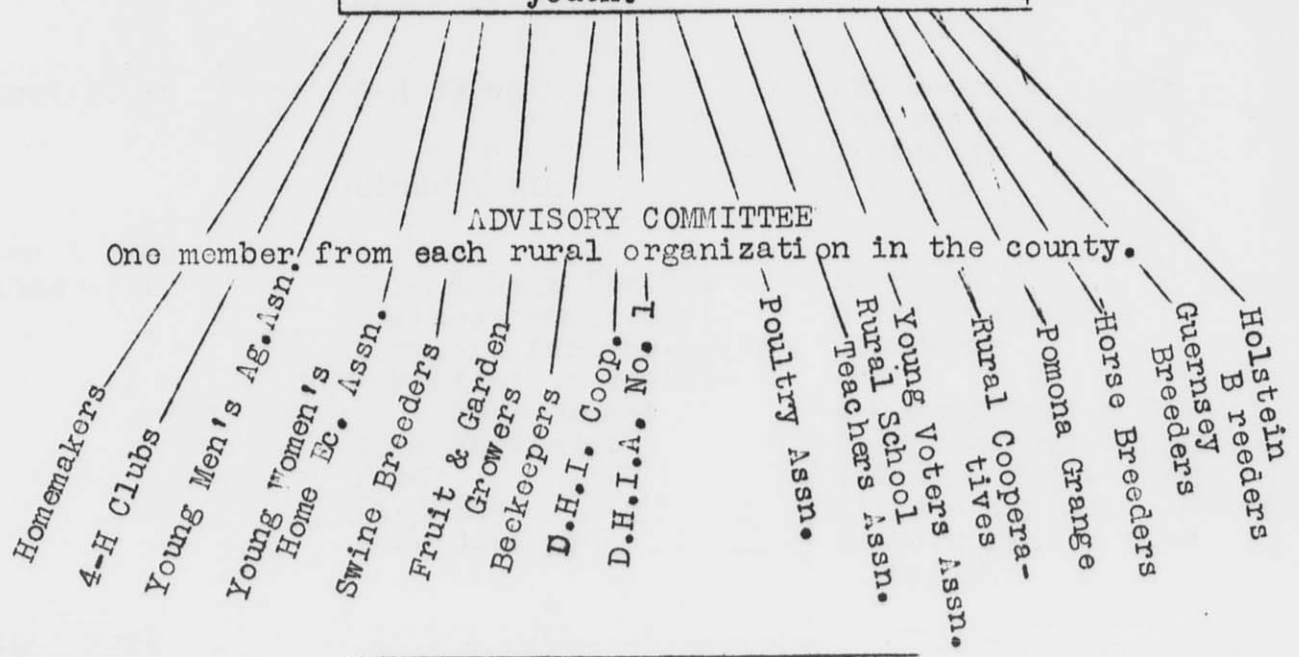 youth.
ADVISORY COMMITTEE
One member from each rural organization in the county.
Homemakers
4-H Clubs
Young Men's Ag. Asn.
Young Women's
Home Ec. Assn.
Swine Breeders
Fruit & Garden
Growers
Beckeepers
D.H.I. Coop.
D.H.I.A. No. 1
Poultry Assn.
Rural School
Teachers Assn.
Young Voters Assn.
Rural Coopera-
tives
Pomona Grange
Horse Breeders
Guernsey
Breeders
Holstein
B reeders